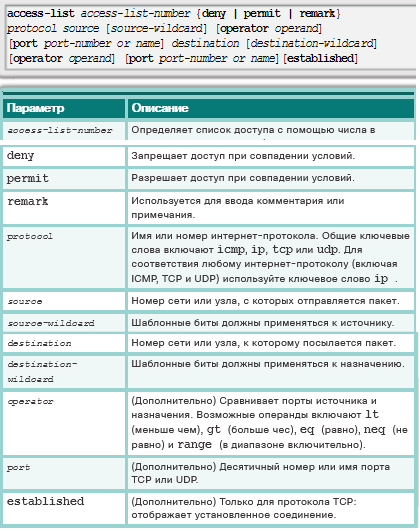 access-list access-list-number {deny | permit | remark}
protocol source [source-wildcard] [operator operand]
[port port-number or name] destination [destination-wildcard]
[operator operand] [port port-number or name][established]
Параметр Описание
access-list-number Определяет список доступа с помощью числа в
deny Запрещает доступ при совпадении условий.
permit Разрешает доступ при совпадении условий.
remark Используется для ввода комментария или
примечания.
protocol Имя или номер интернет-протокола. Общие ключевые
слова включают icmp, ip, tcp или udp. Для
соответствия любому интернет-протоколу (включая
ICMP, TCP и UDP) используйте ключевое слово ip .
source Номер сети или узла, с которых отправляется пакет.
source-wildcard Шаблонные биты должны применяться к источнику.
destination Номер сети или узла, к которому посылается пакет.
destination- Шаблонные биты должны применяться к назначению.
wildcard
operator (Дополнительно) Сравнивает порты источника и
назначения. Возможные операнды включают lt
(меньше чем), gt (больше чес), eq (равно), neq (не
равно) и range (в диапазоне включительно).
port (Дополнительно) Десятичный номер или имя порта
TCP или UDP.
established (Дополнительно) Только для протокола TCP:
отображает установленное соединение.